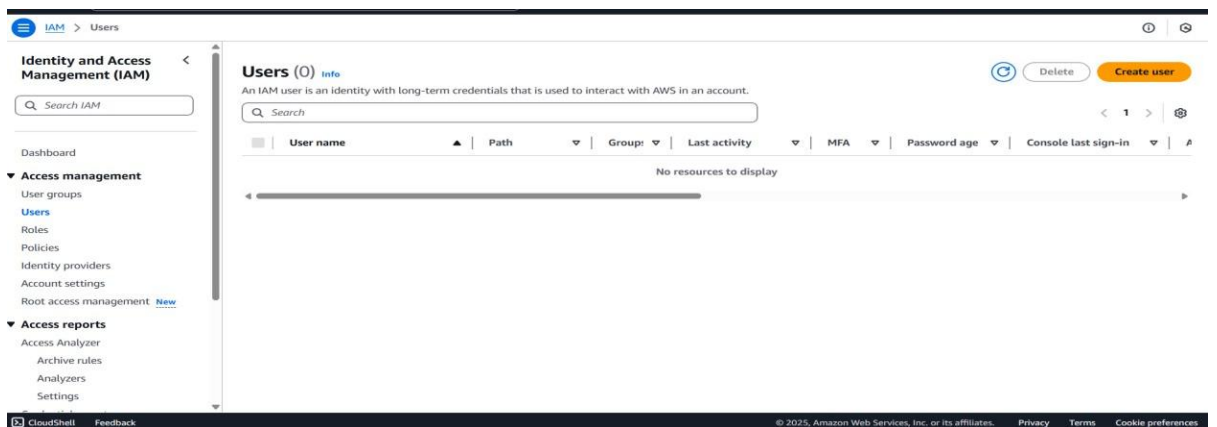 IAM > Users
Identity and Access
Management (IAM)
Search IAM
Dashboard
Access management
User groups
Users
Roles
Policies
Identity providers
Account settings
Root access management New
Access reports
Access Analyzer
Archive rules
Analyzers
Settings
Users (0) Info
Delete
Create user
An IAM user is an identity with long-term credentials that is used to interact with AWS in an account.
Search
< 1 >
User name Path Group: Last activity MFA Password age Console last sign-in A
No resources to display
CloudShell Feedback © 2025, Amazon Web Services, Inc. or its affiliates. Privacy Terms Cookie preferences